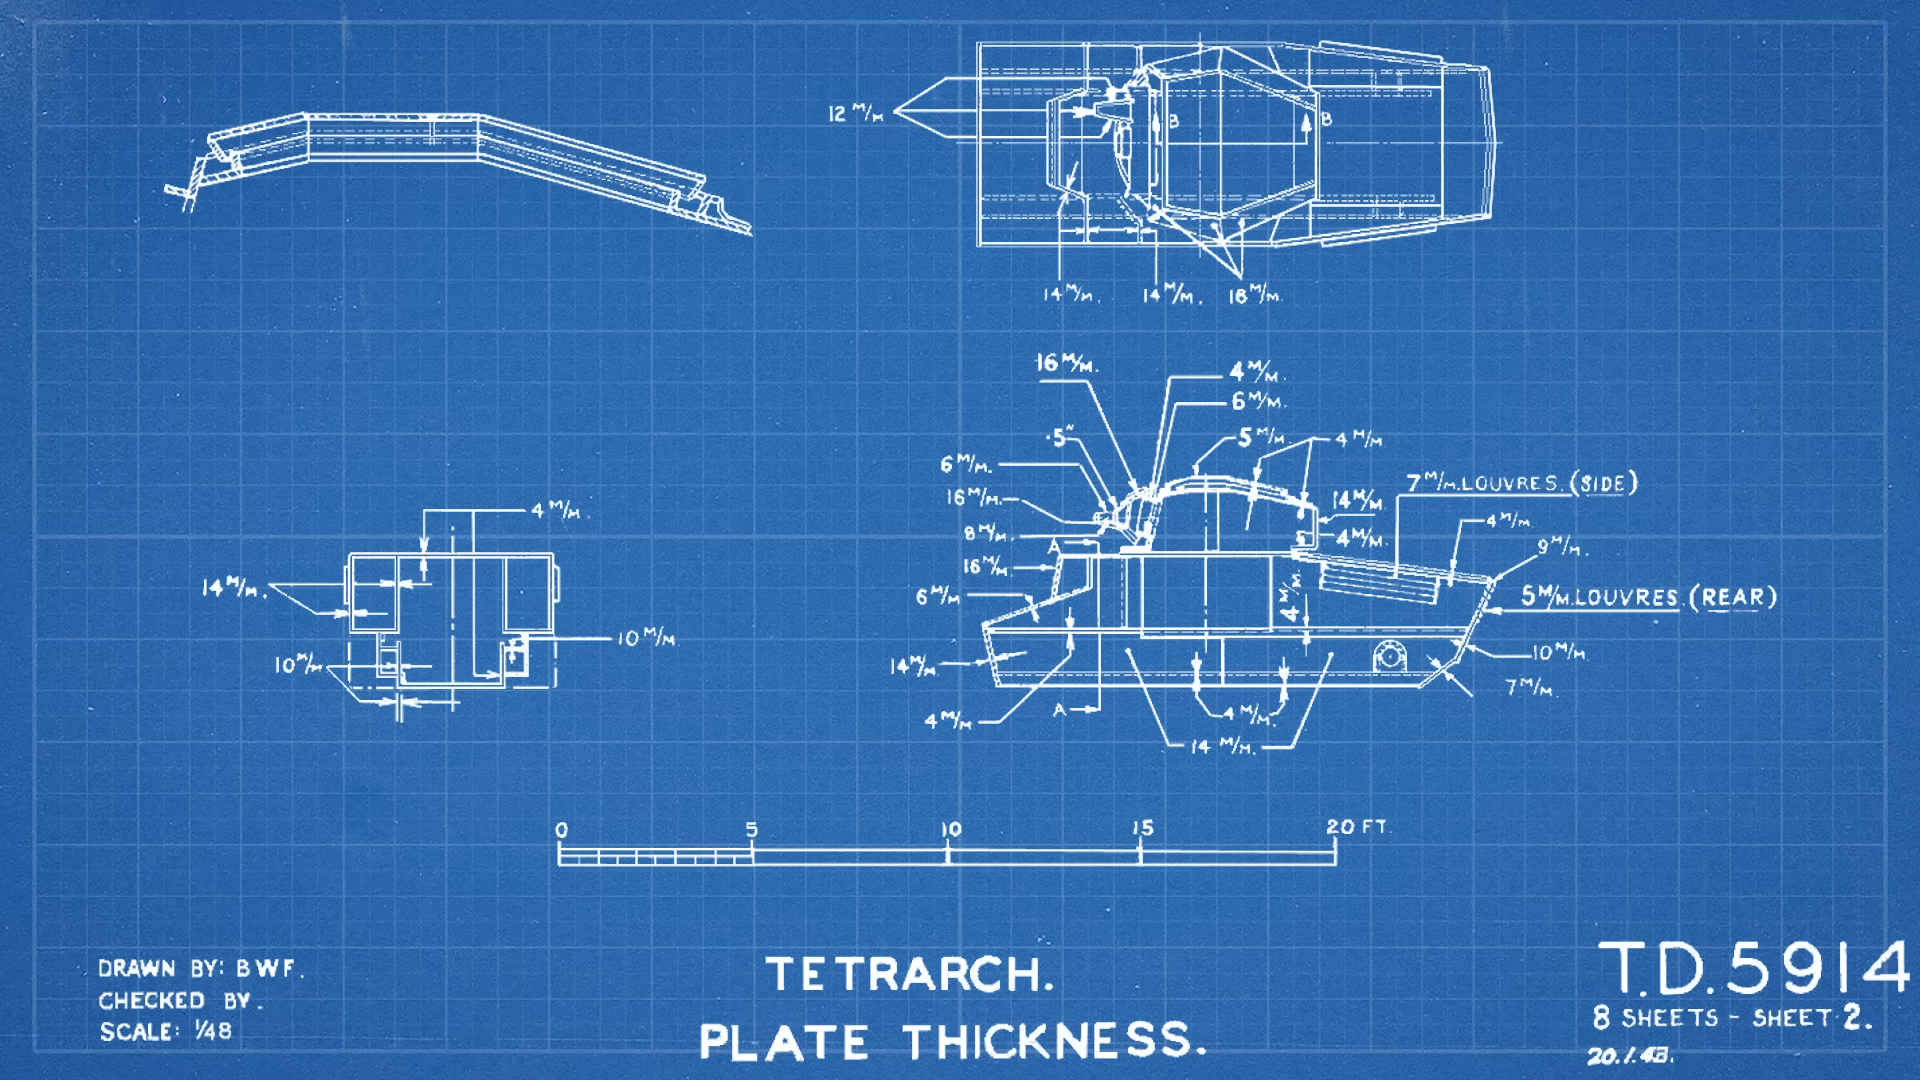 12 M/M
B
B
14 M/M.
14 M/M.
18 M/M.
16 M/M.
4 M/M.
6 M/M.
.5"
5 M/M.
4 M/M
6 M/M.
7 M/M. LOUVRES. (SIDE)
16 M/M.
14 M/M.
4 M/M.
8 M/M.
4 M/M.
A
9 M/M.
16 M/M.
6 M/M
4 M/M.
5 M/M. LOUVRES. (REAR)
14 M/M.
10 M/M.
7 M/M.
4 M/M
A
4 M/M.
14 M/M.
4 M/M.
14 M/M.
10 M/M.
10 M/M.
0 5 10 15 20 FT.
DRAWN BY: BWF.
CHECKED BY.
SCALE: 1/48
TETRARCH.
PLATE THICKNESS.
T.D. 5914
8 SHEETS - SHEET 2.
20.1.43.